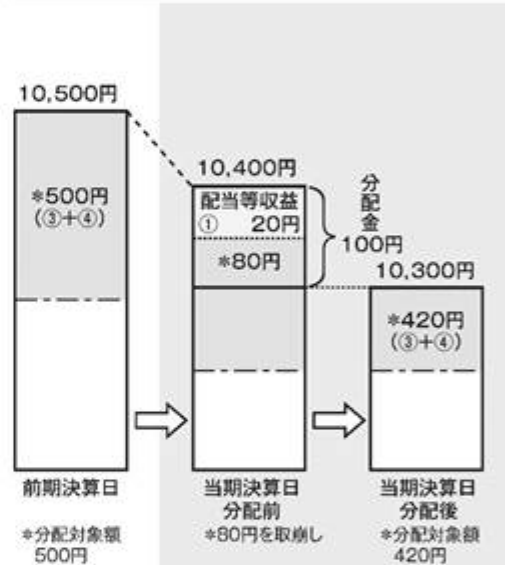 10,500円
*500円
(③+④)
前期決算日
*分配対象額
500円
10,400円
配当等収益
① 20円
*80円
分配金
100円
当期決算日
分配前
*80円を取崩し
10,300円
*420円
(③+④)
当期決算日
分配後
*分配対象額
420円